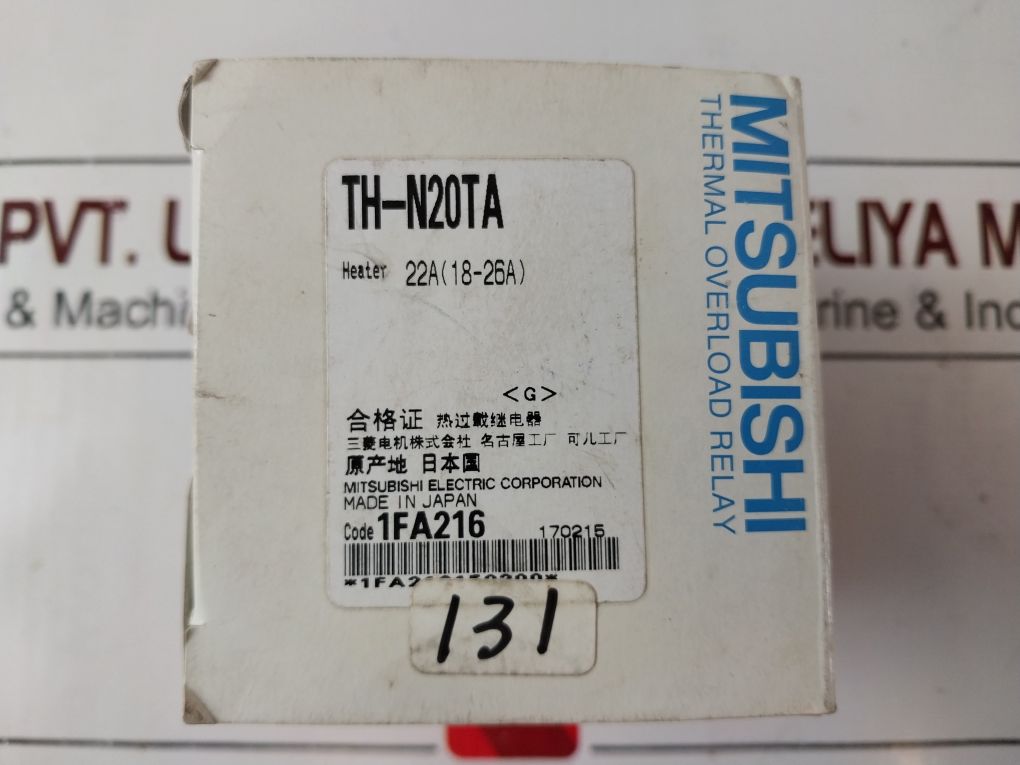 TH-N20TA
Heater 22A(18-26A)
<G>
合格证 热过载继电器
三菱电机株式会社 名古屋工厂 可儿工厂
原产地 日本国
MITSUBISHI ELECTRIC CORPORATION
MADE IN JAPAN
Code 1FA216 170215
131
MITSUBISHI
THERMAL OVERLOAD RELAY
PVT.
ELIYA M
& Machi
rine & Ind